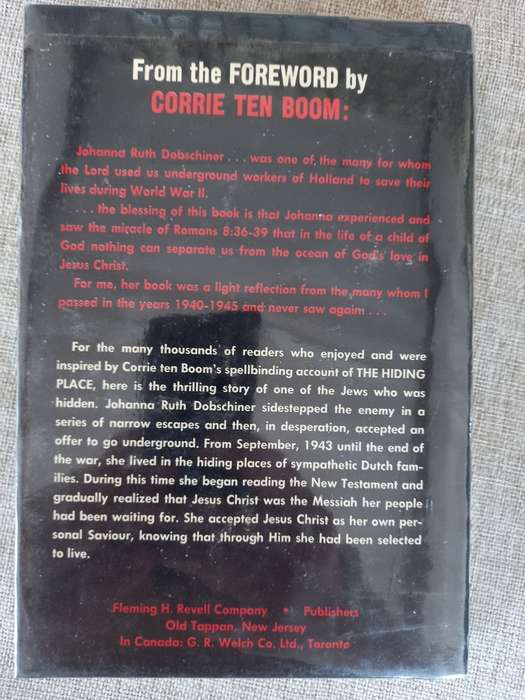 From the FOREWORD by
CORRIE TEN BOOM:
Johanna Ruth Dobschiner . . . was one of the many for whom
the Lord used us underground workers of Holland to save their
lives during World War II.
. . . . the blessing of this book is that Johanna experienced and
saw the miracle of Romans 8:36-39 that in the life of a child of
God nothing can separate us from the ocean of God's love in
Jesus Christ.
For me, her book was a light reflection from the many whom I
passed in the years 1940-1945 and never saw again . . .
For the many thousands of readers who enjoyed and were
inspired by Corrie ten Boom's spellbinding account of THE HIDING
PLACE, here is the thrilling story of one of the Jews who was
hidden. Johanna Ruth Dobschiner sidestepped the enemy in a
series of narrow escapes and then, in desperation, accepted an
offer to go underground. From September, 1943 until the end of
the war, she lived in the hiding places of sympathetic Dutch fam-
ilies. During this time she began reading the New Testament and
gradually realized that Jesus Christ was the Messiah her people
had been waiting for. She accepted Jesus Christ as her own per-
sonal Saviour, knowing that through Him she had been selected
to live.
Fleming H. Revell Company • Publishers
Old Tappan, New Jersey
In Canada: G. R. Welch Co. Ltd., Toronto